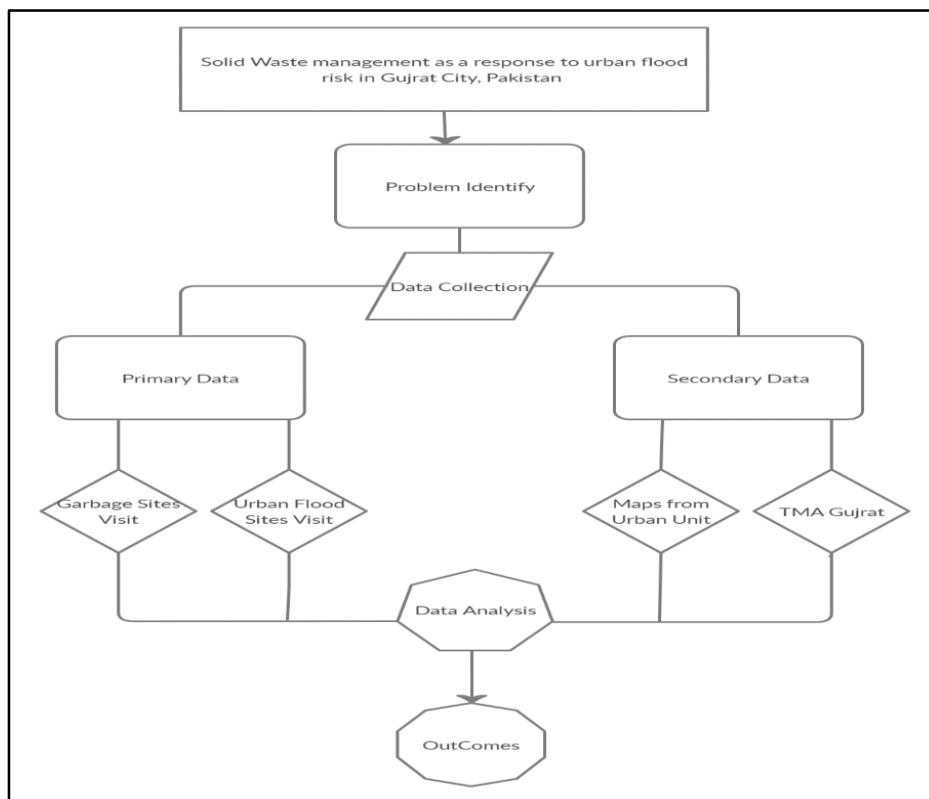 Solid Waste management as a response to urban flood
risk in Gujrat City, Pakistan
Problem Identify
Data Collection
Primary Data
Secondary Data
Garbage Sites
Visit
Urban Flood
Sites Visit
Maps from
Urban Unit
TMA Gujrat
Data Analysis
OutComes